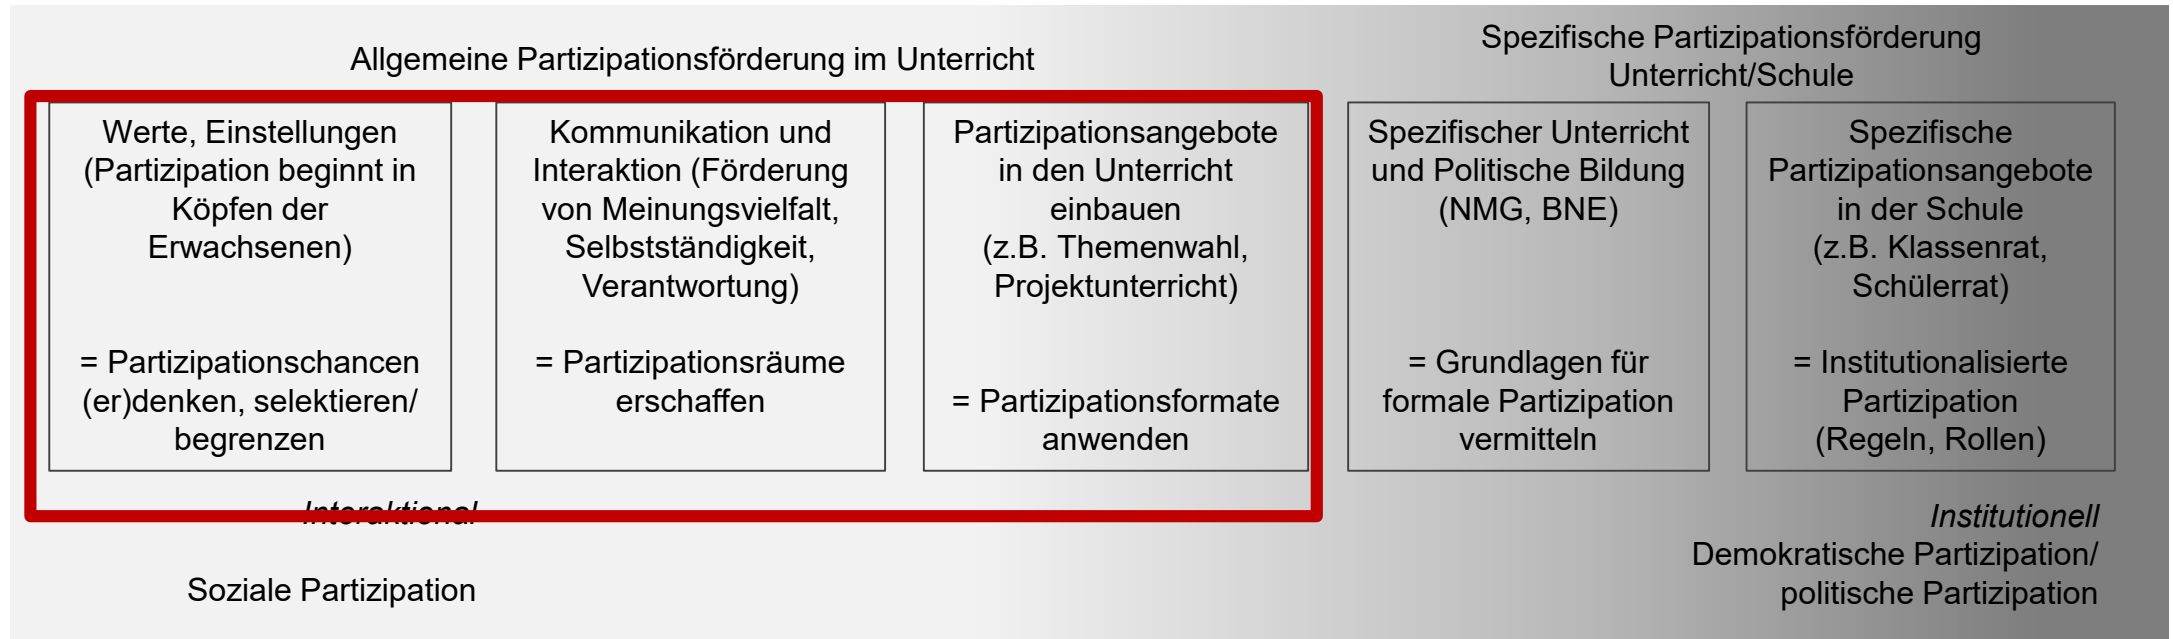 Allgemeine Partizipationsförderung im Unterricht
Spezifische Partizipationsförderung
Unterricht/Schule
Werte, Einstellungen
(Partizipation beginnt in
Köpfen der
Erwachsenen)
= Partizipationschancen
(er)denken, selektieren/
begrenzen
Kommunikation und
Interaktion (Förderung
von Meinungsvielfalt,
Selbstständigkeit,
Verantwortung)
= Partizipationsräume
erschaffen
Partizipationsangebote
in den Unterricht
einbauen
(z.B. Themenwahl,
Projektunterricht)
= Partizipationsformate
anwenden
Spezifischer Unterricht
und Politische Bildung
(NMG, BNE)
= Grundlagen für
formale Partizipation
vermitteln
Spezifische
Partizipationsangebote
in der Schule
(z.B. Klassenrat,
Schülerrat)
= Institutionalisierte
Partizipation
(Regeln, Rollen)
Interaktional
Soziale Partizipation
Institutionell
Demokratische Partizipation/
politische Partizipation